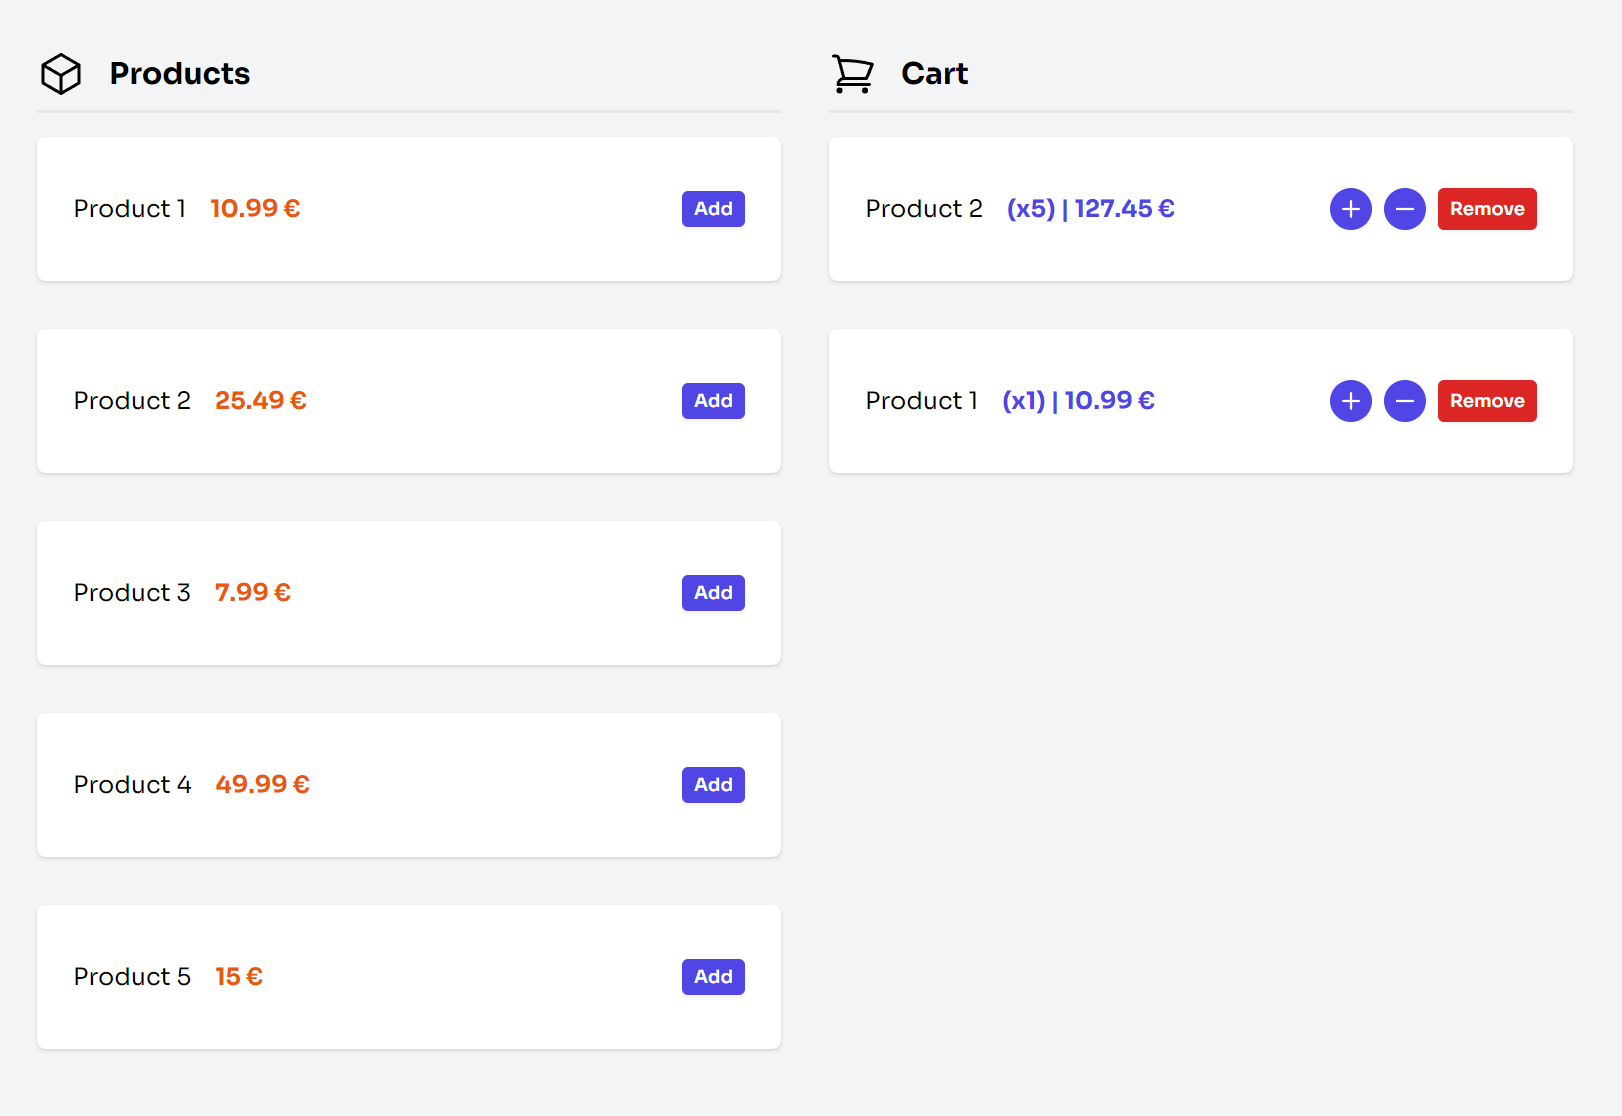 Products
Product 1 10.99 € Add
Product 2 25.49 € Add
Product 3 7.99 € Add
Product 4 49.99 € Add
Product 5 15 € Add
Cart
Product 2 (x5) | 127.45 € + − Remove
Product 1 (x1) | 10.99 € + − Remove